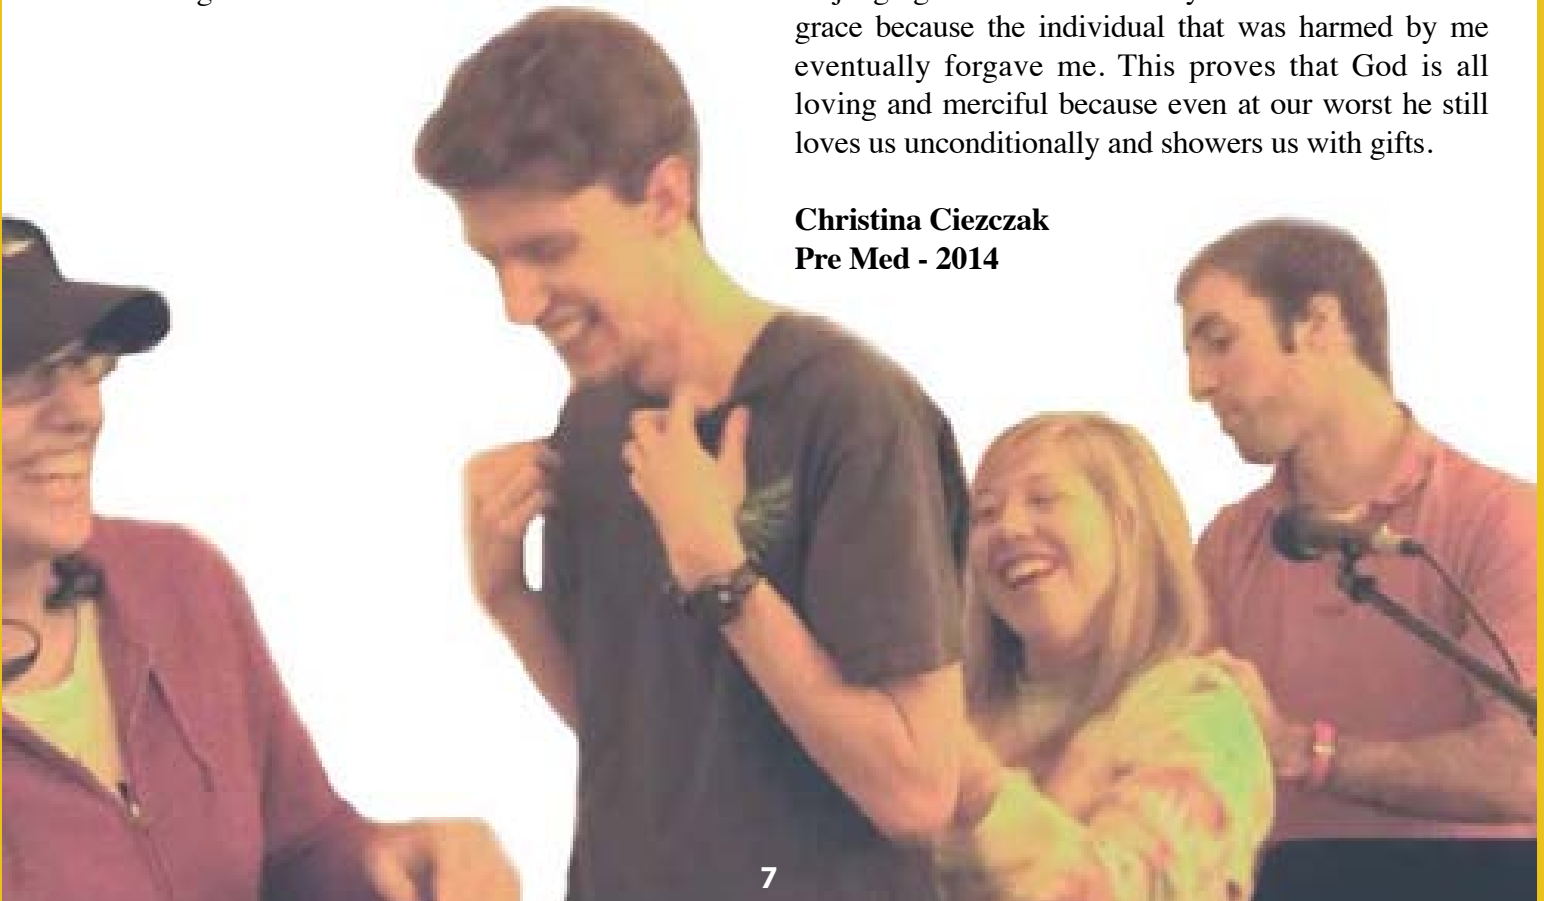 grace because the individual that was harmed by me
eventually forgave me. This proves that God is all
loving and merciful because even at our worst he still
loves us unconditionally and showers us with gifts.
Christina Ciezczak
Pre Med - 2014
7